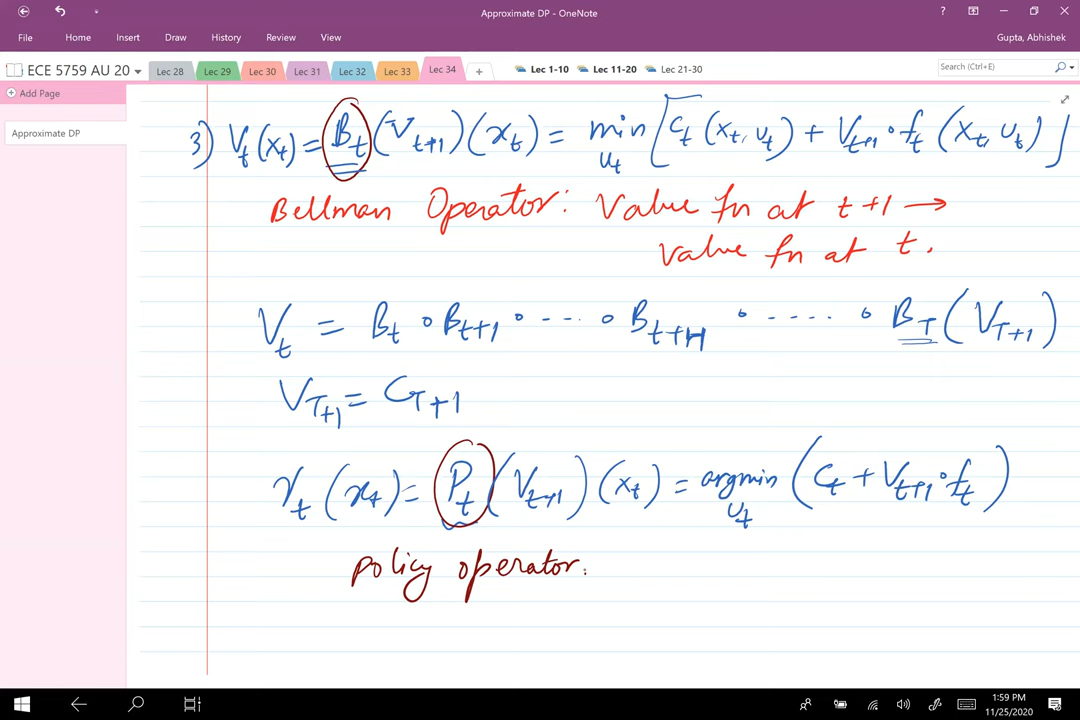 Approximate DP - OneNote
?
File Home Insert Draw History Review View Gupta, Abhishek
ECE 5759 AU 20 Lec 28 Lec 29 Lec 30 Lec 31 Lec 32 Lec 33 Lec 34 + Lec 1-10 Lec 11-20 Lec 21-30 Search (Ctrl+E)
Add Page
Approximate DP
3) V_t(x_t) = B_t(V_{t+1})(x_t) = min_{u_t} [c_t(x_t, u_t) + V_{t+1} ∘ f_t(x_t, u_t)]
Bellman Operator: Value fn at t+1 →
value fn at t.
V_t = B_t ∘ B_{t+1} ∘ ---- ∘ B_{t+H} ∘ ..... ∘ B_T(V_{T+1})
V_{T+1} = C_{T+1}
γ_t(x_t) = P_t(V_{t+1})(x_t) = argmin_{u_t} (c_t + V_{t+1} ∘ f_t)
policy operator:
1:59 PM
11/25/2020